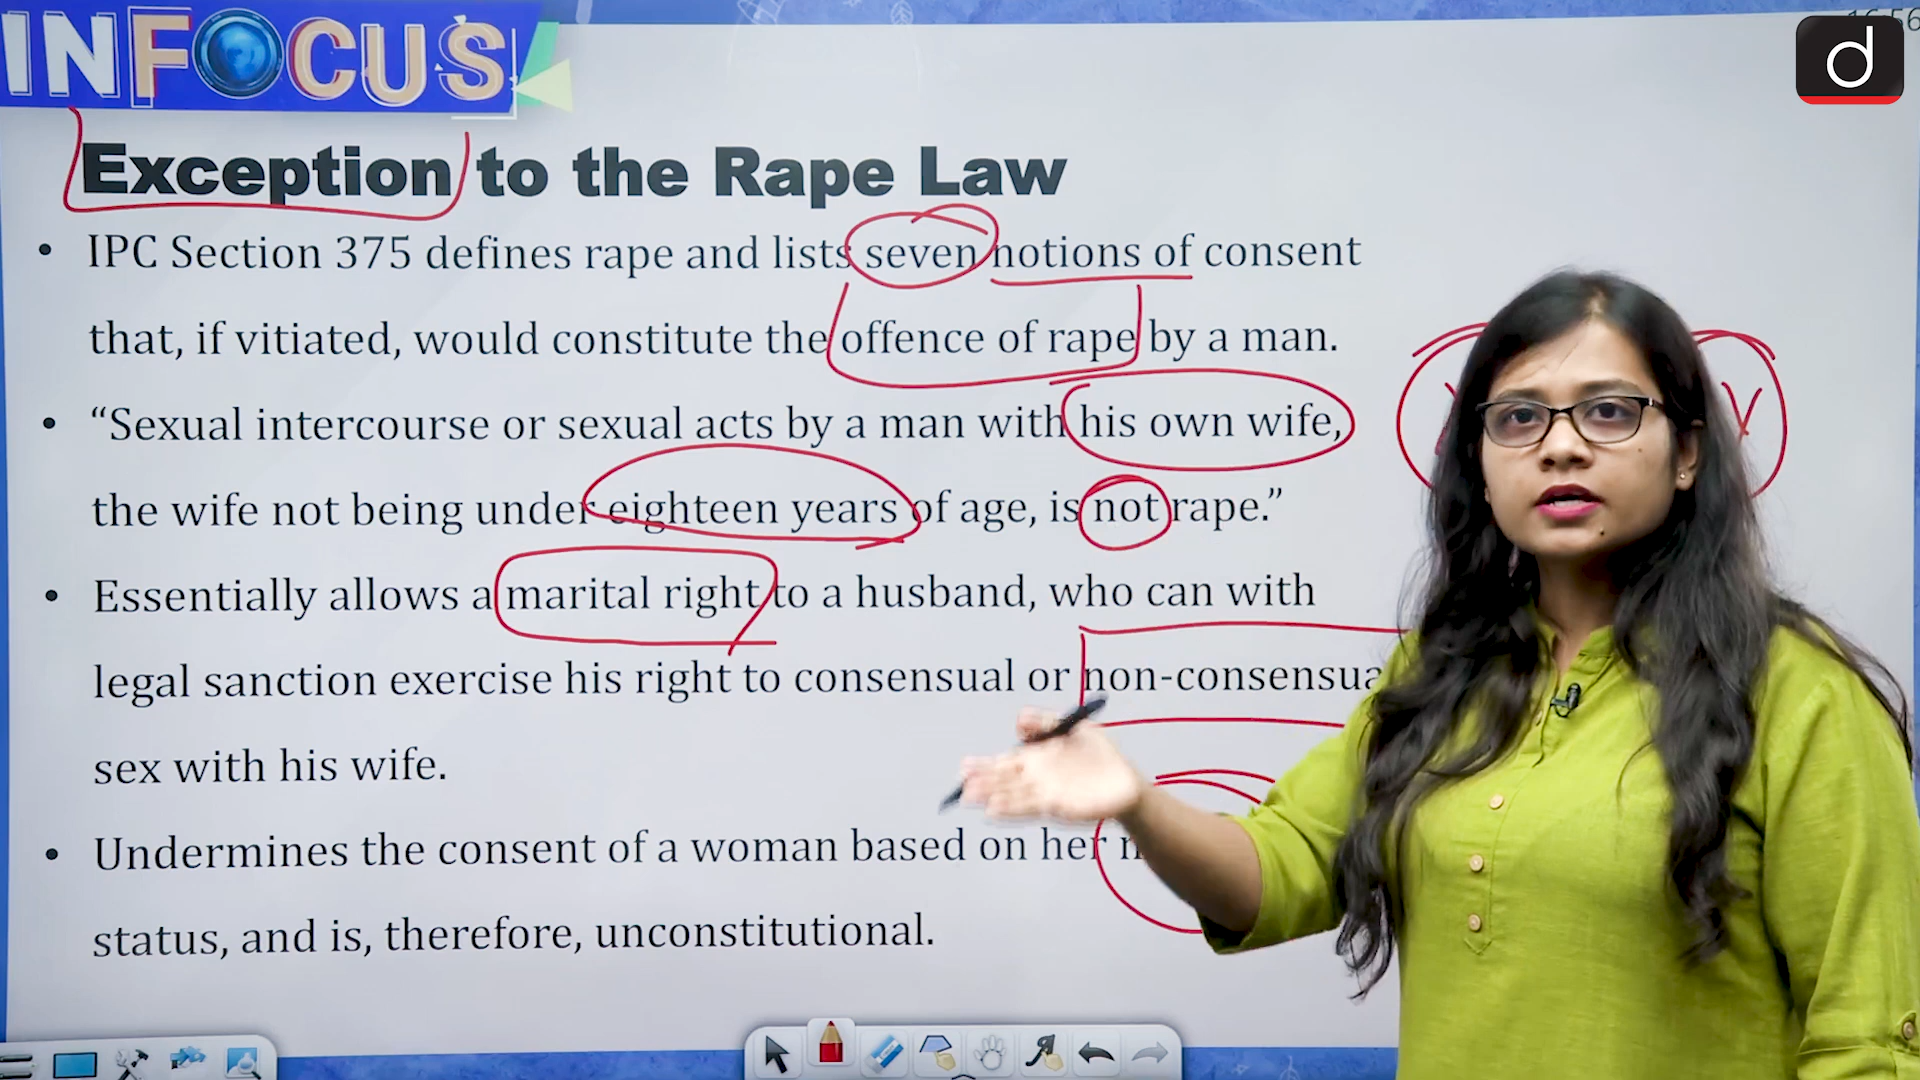 INFOCUS
d
Exception to the Rape Law
• IPC Section 375 defines rape and lists seven notions of consent
that, if vitiated, would constitute the offence of rape by a man.
• “Sexual intercourse or sexual acts by a man with his own wife,
the wife not being under eighteen years of age, is not rape.”
• Essentially allows a marital right to a husband, who can with
legal sanction exercise his right to consensual or non-consensua
sex with his wife.
• Undermines the consent of a woman based on her
status, and is, therefore, unconstitutional.